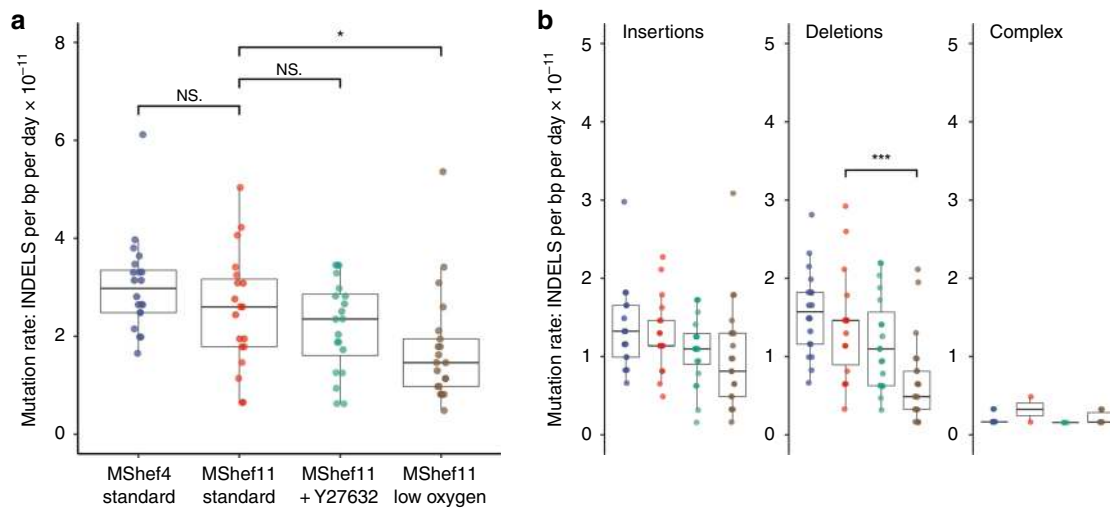 a
Mutation rate: INDELS per bp per day × 10⁻¹¹
8
6
4
2
0
*
NS.
NS.
MShef4
standard
MShef11
standard
MShef11
+ Y27632
MShef11
low oxygen
b
Mutation rate: INDELS per bp per day × 10⁻¹¹
Insertions
5
4
3
2
1
0
Deletions
5
4
3
2
1
0
***
Complex
5
4
3
2
1
0